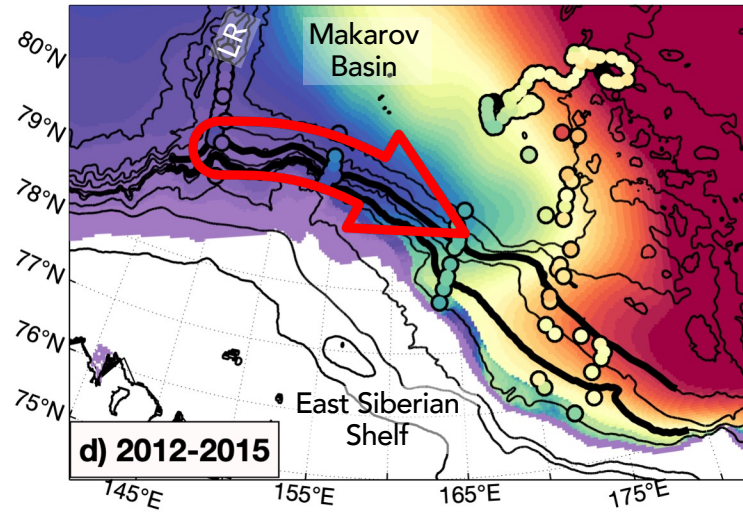 LR
Makarov
Basin
80°N
79°N
78°N
77°N
76°N
75°N
East Siberian
Shelf
d) 2012-2015
145°E
155°E
165°E
175°E